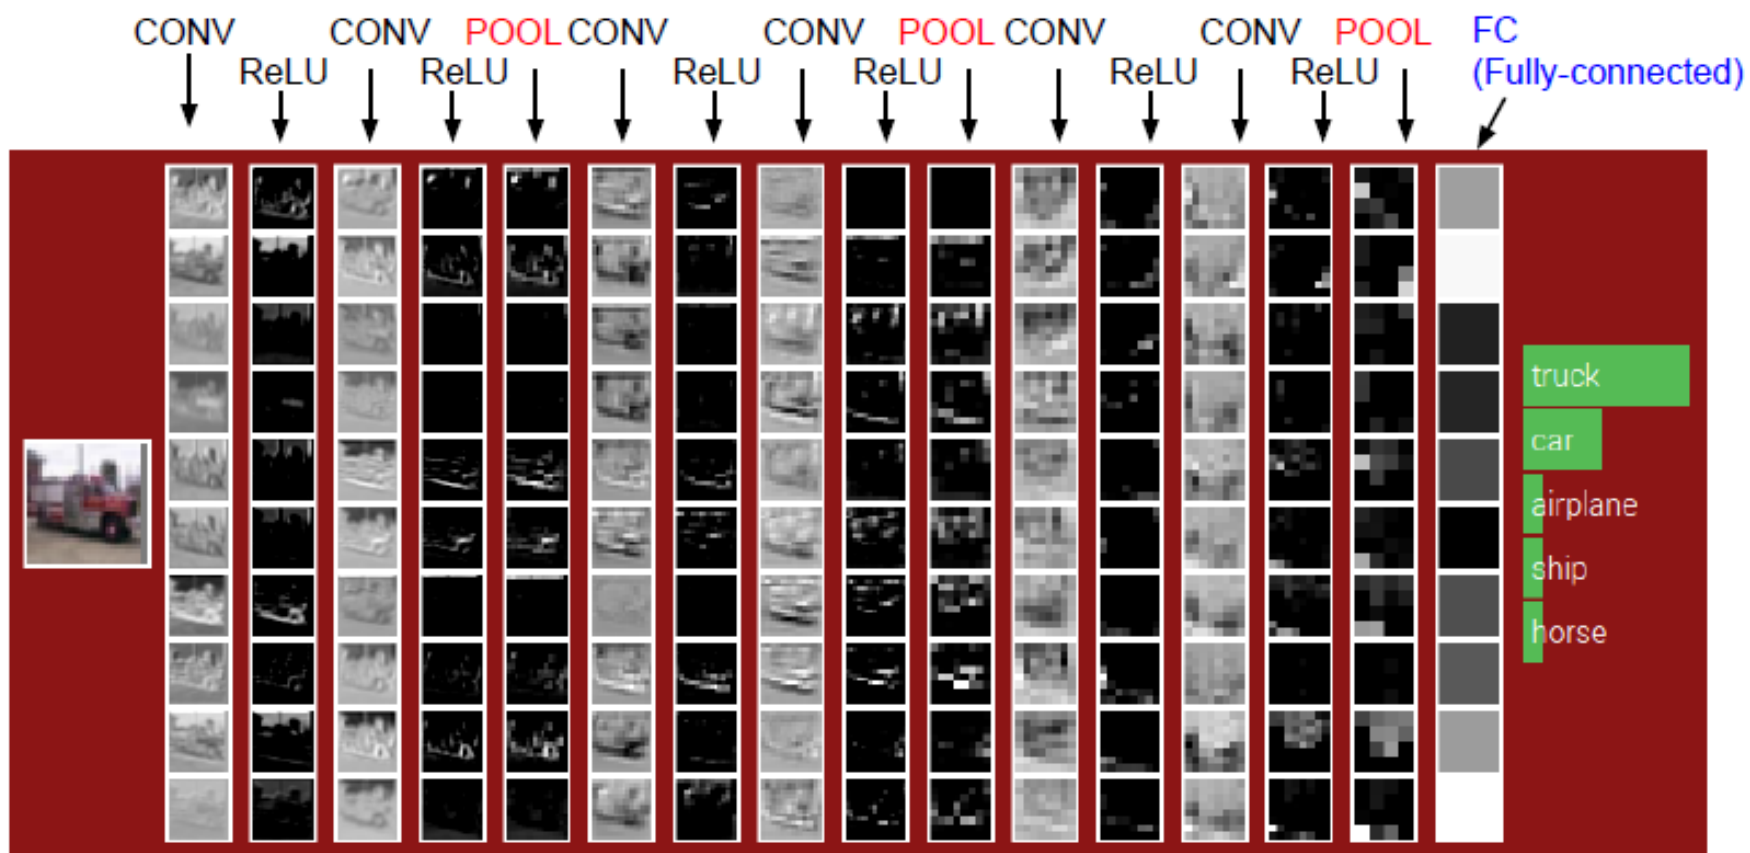 CONV CONV POOL CONV CONV POOL CONV CONV POOL FC
ReLU ReLU ReLU ReLU ReLU ReLU (Fully-connected)
truck
car
airplane
ship
horse